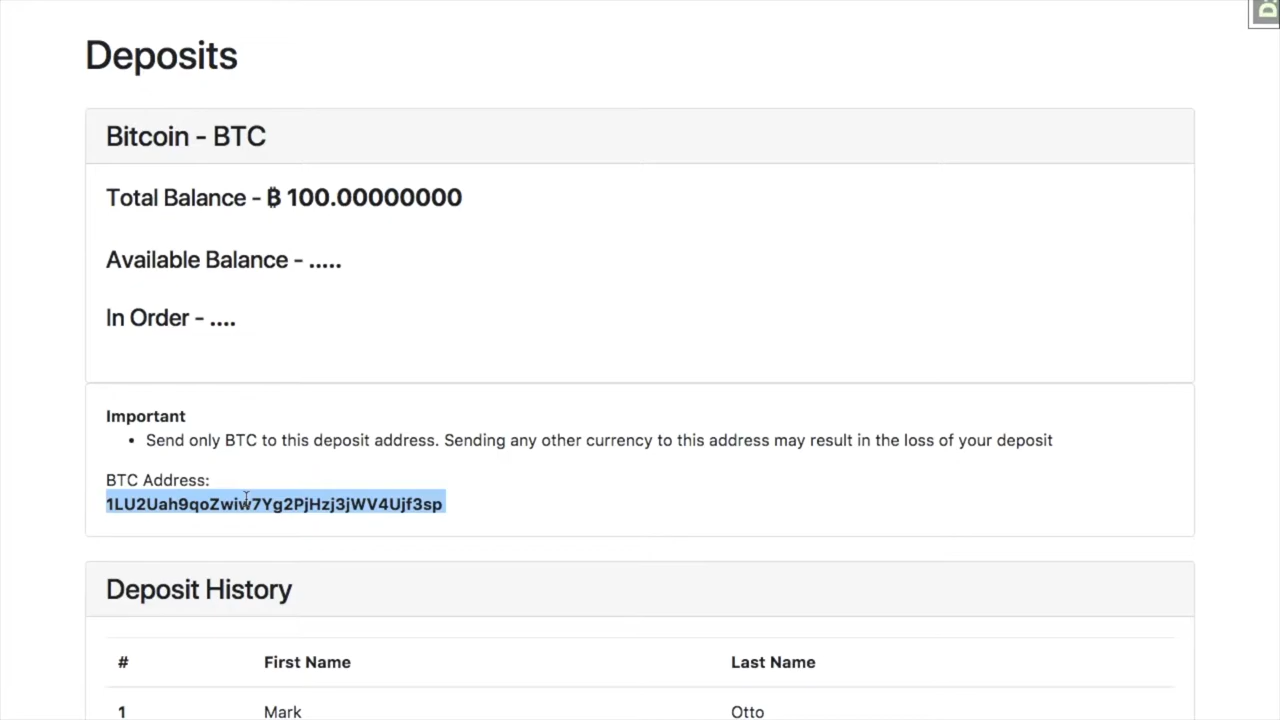 Deposits
Bitcoin - BTC
Total Balance - ฿ 100.00000000
Available Balance - .....
In Order - ....
Important
• Send only BTC to this deposit address. Sending any other currency to this address may result in the loss of your deposit
BTC Address:
1LU2Uah9qoZwiw7Yg2PjHzj3jWV4Ujf3sp
Deposit History
# First Name Last Name
1 Mark Otto